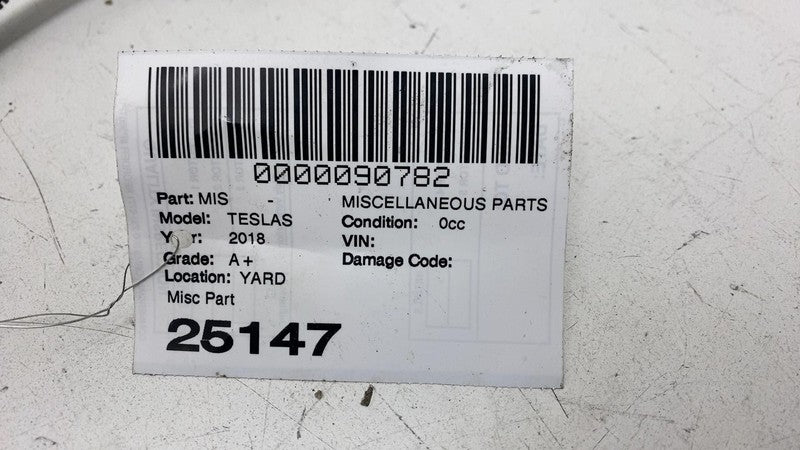 0000090782
Part: MIS - MISCELLANEOUS PARTS
Model: TESLAS Condition: 0cc
Year: 2018 VIN:
Grade: A+ Damage Code:
Location: YARD
Misc Part
25147